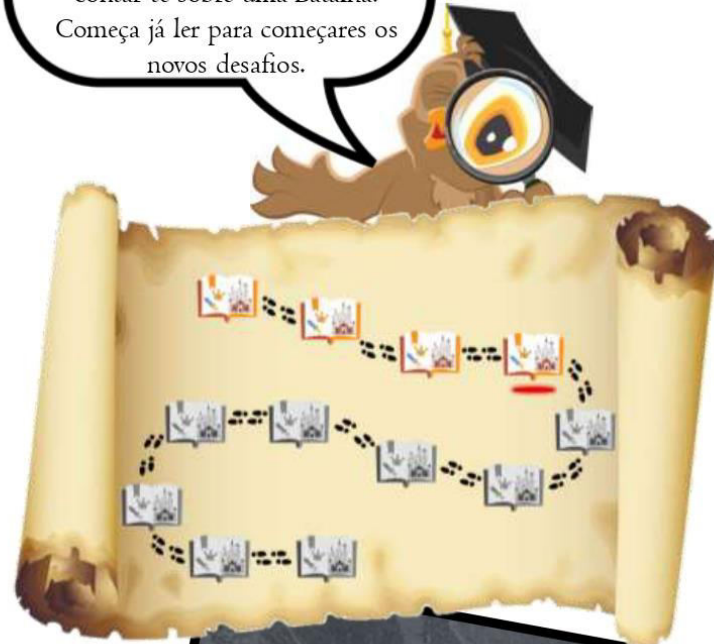 contar-te sobre uma Batalha.
Começa já ler para começares os
novos desafios.